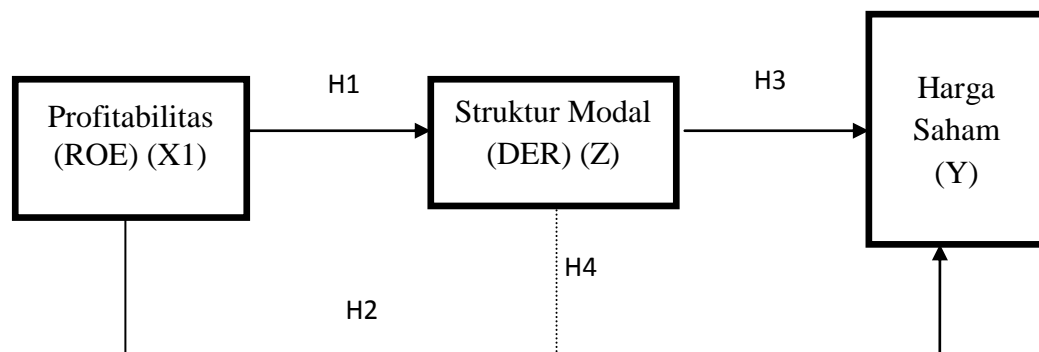 H1
H3
Profitabilitas
(ROE) (X1)
Struktur Modal
(DER) (Z)
Harga
Saham
(Y)
H4
H2